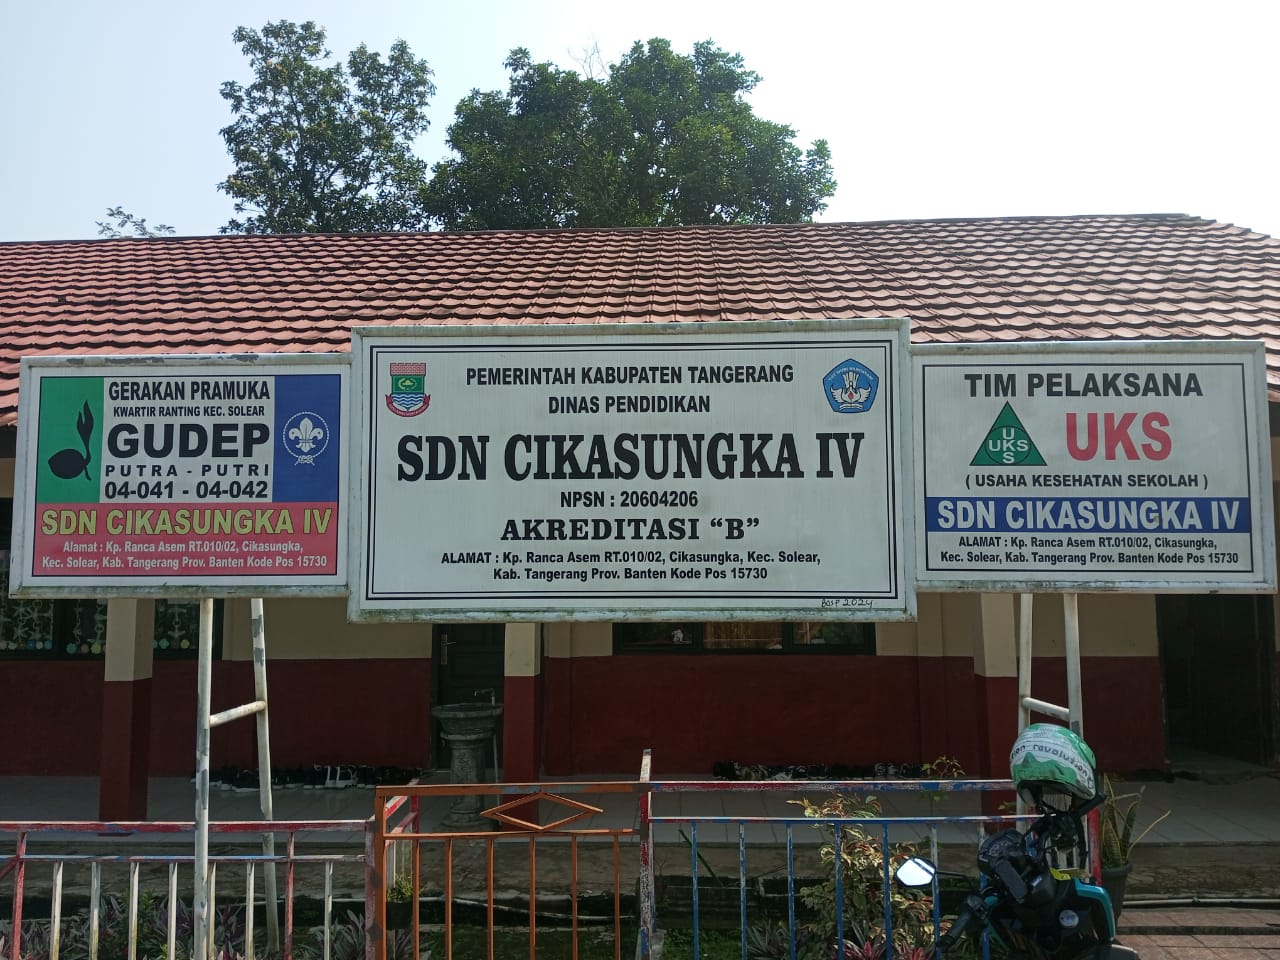 GERAKAN PRAMUKA
KWARTIR RANTING KEC. SOLEAR
GUDEP
PUTRA - PUTRI
04-041 - 04-042
SDN CIKASUNGKA IV
Alamat : Kp. Ranca Asem RT.010/02, Cikasungka,
Kec. Solear, Kab. Tangerang Prov. Banten Kode Pos 15730
PEMERINTAH KABUPATEN TANGERANG
DINAS PENDIDIKAN
SDN CIKASUNGKA IV
NPSN : 20604206
AKREDITASI “B”
ALAMAT : Kp. Ranca Asem RT.010/02, Cikasungka, Kec. Solear,
Kab. Tangerang Prov. Banten Kode Pos 15730
BOSP 2024
TIM PELAKSANA
U
UKS
S
UKS
( USAHA KESEHATAN SEKOLAH )
SDN CIKASUNGKA IV
ALAMAT : Kp. Ranca Asem RT.010/02, Cikasungka,
Kec. Solear, Kab. Tangerang Prov. Banten Kode Pos 15730
revolution